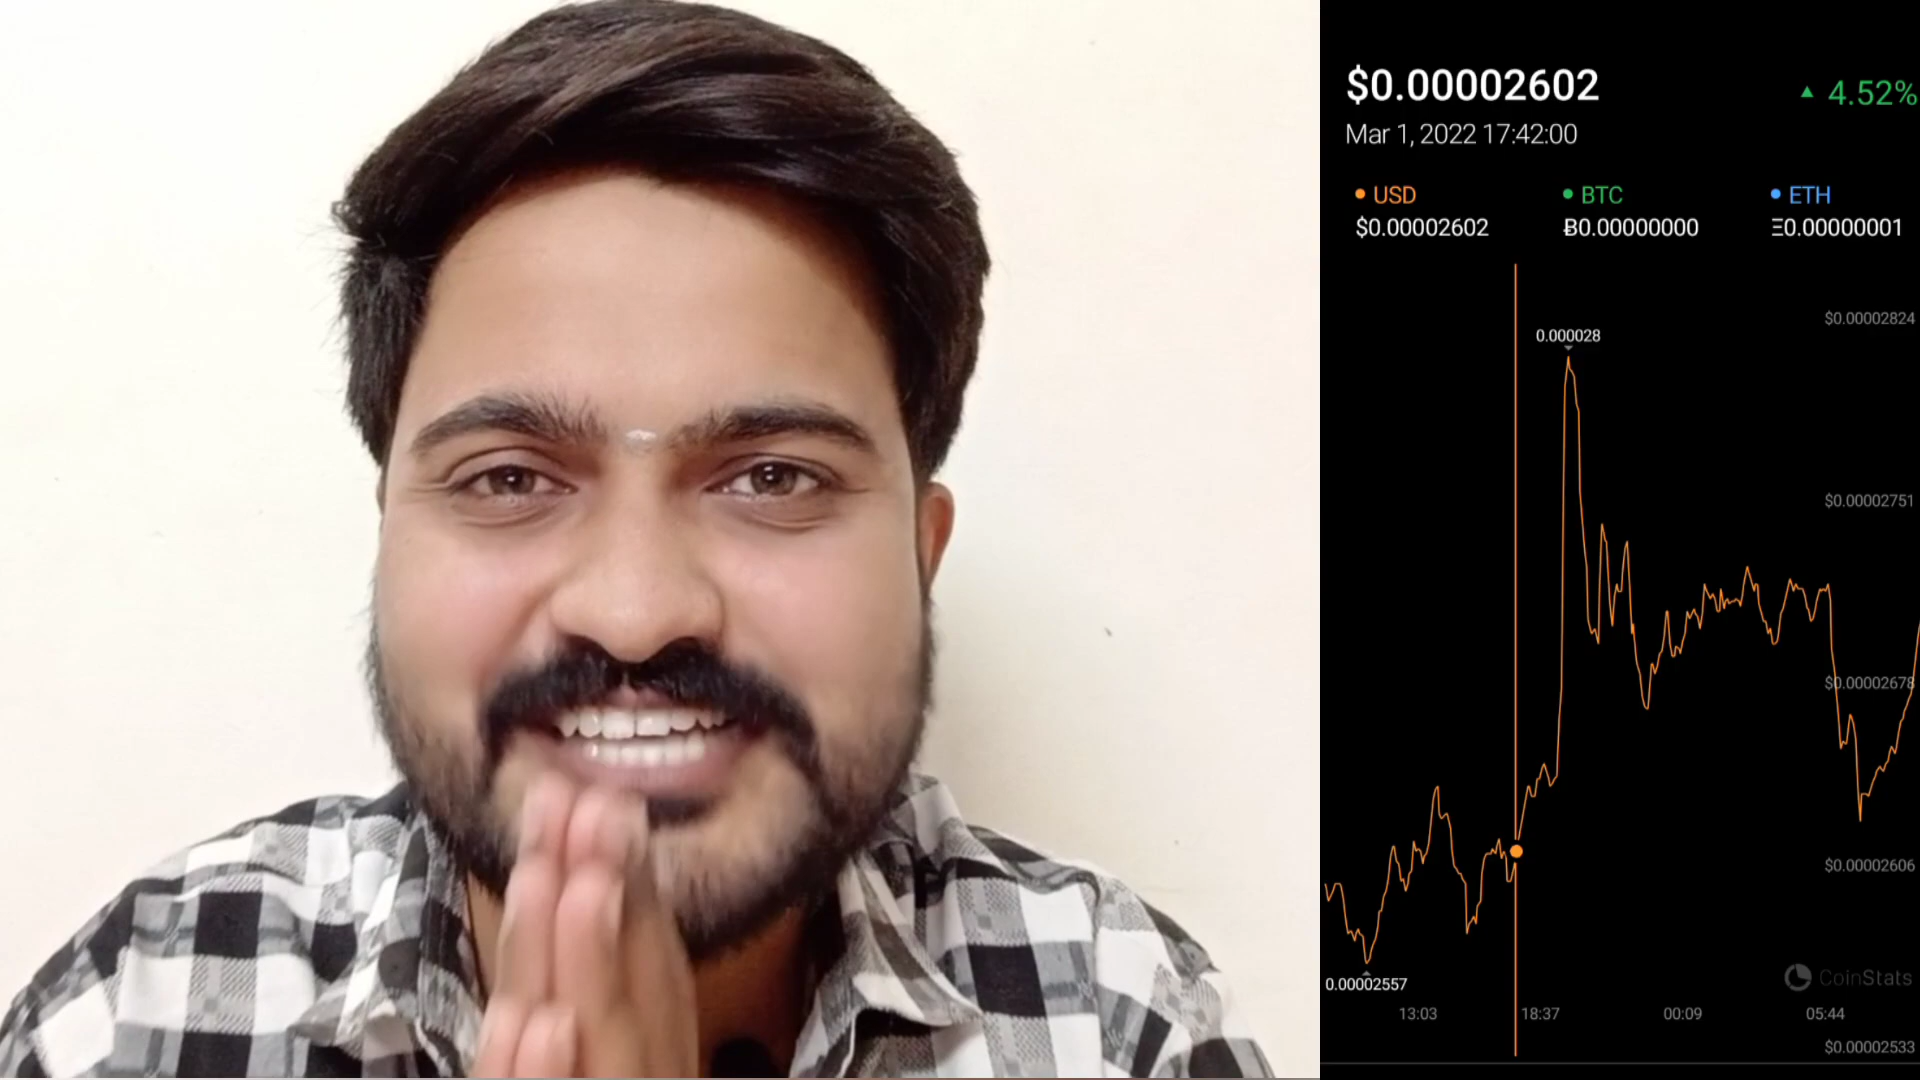 $0.00002602
▲ 4.52%
Mar 1, 2022 17:42:00
USD BTC ETH
$0.00002602 Ƀ0.00000000 Ξ0.00000001
$0.00002824
0.000028
$0.00002751
$0.00002678
$0.00002606
CoinStats
0.00002557
13:03 18:37 00:09 05:44
$0.00002533